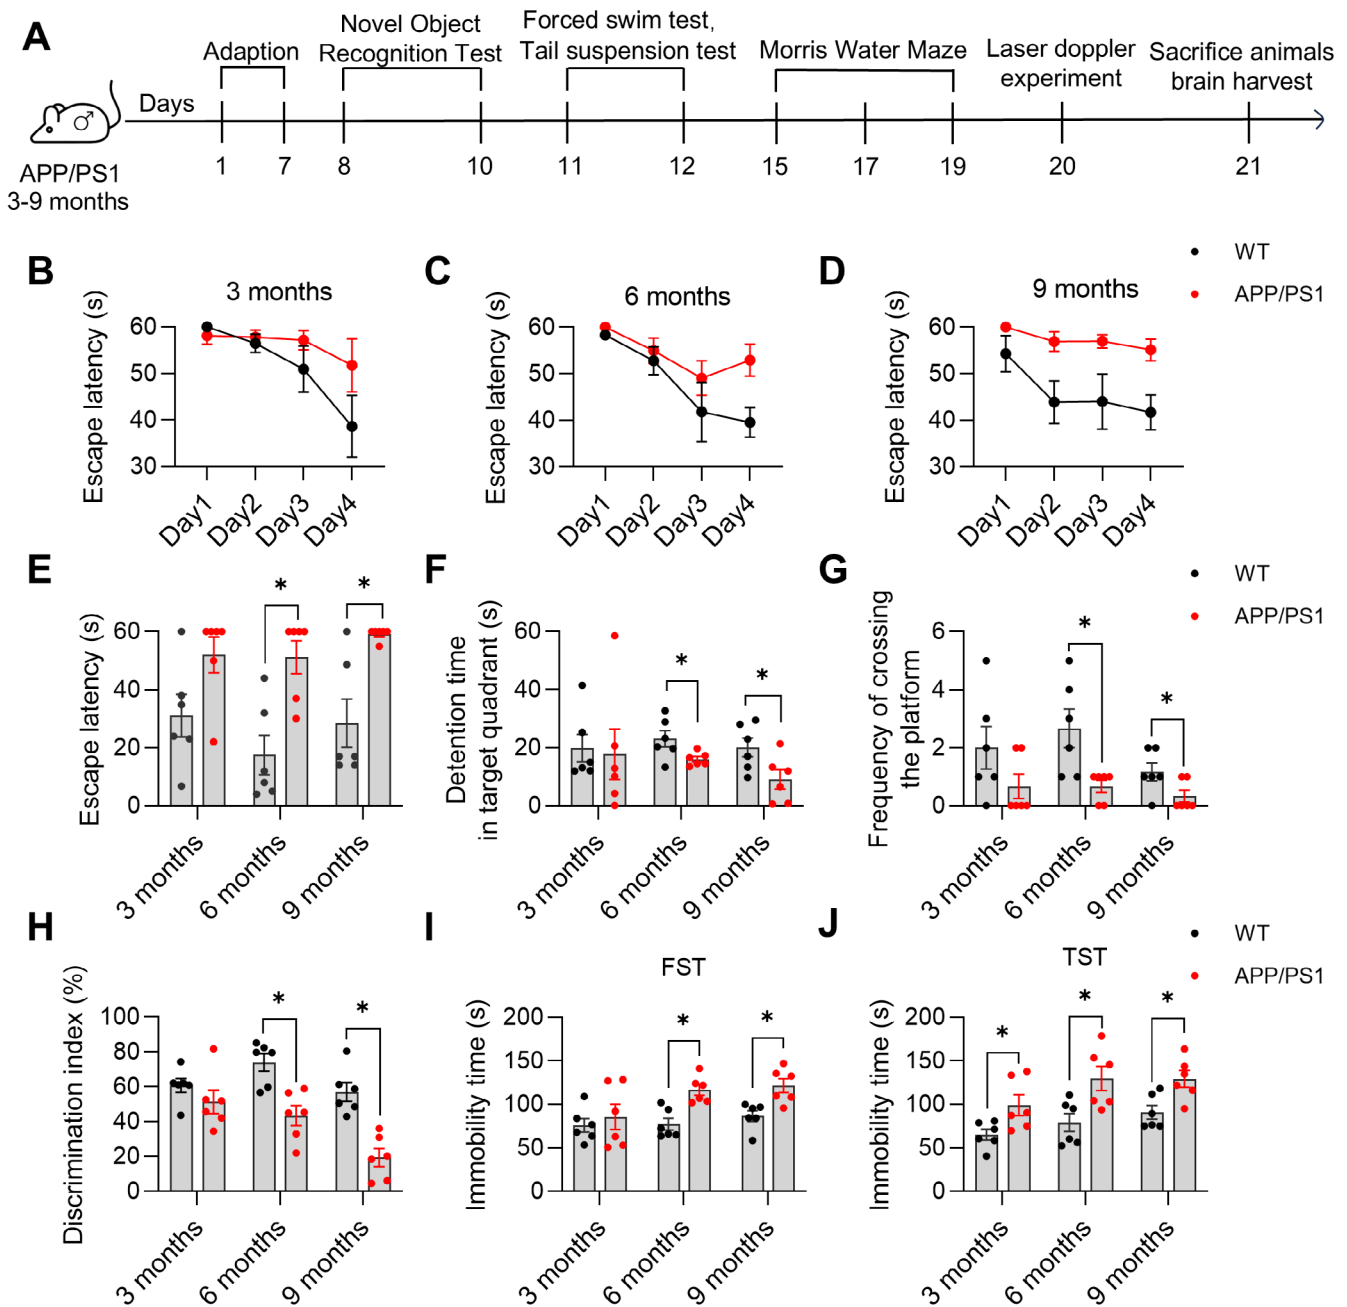 A
Adaption
Novel Object
Recognition Test
Forced swim test,
Tail suspension test
Morris Water Maze
Laser doppler
experiment
Sacrifice animals
brain harvest
Days
♂
1 7 8 10 11 12 15 17 19 20 21
APP/PS1
3-9 months
WT
APP/PS1
B
3 months
Escape latency (s)
60
50
40
30
Day1 Day2 Day3 Day4
C
6 months
Escape latency (s)
60
50
40
30
Day1 Day2 Day3 Day4
D
9 months
Escape latency (s)
60
50
40
30
Day1 Day2 Day3 Day4
E
Escape latency (s)
60
40
20
0
* *
3 months 6 months 9 months
F
Detention time
in target quadrant (s)
60
40
20
0
* *
3 months 6 months 9 months
G
Frequency of crossing
the platform
6
4
2
0
* *
3 months 6 months 9 months
WT
APP/PS1
H
Discrimination index (%)
100
80
60
40
20
0
* *
3 months 6 months 9 months
I
FST
Immobility time (s)
200
150
100
50
0
* *
3 months 6 months 9 months
J
TST
Immobility time (s)
200
150
100
50
0
* * *
3 months 6 months 9 months
WT
APP/PS1